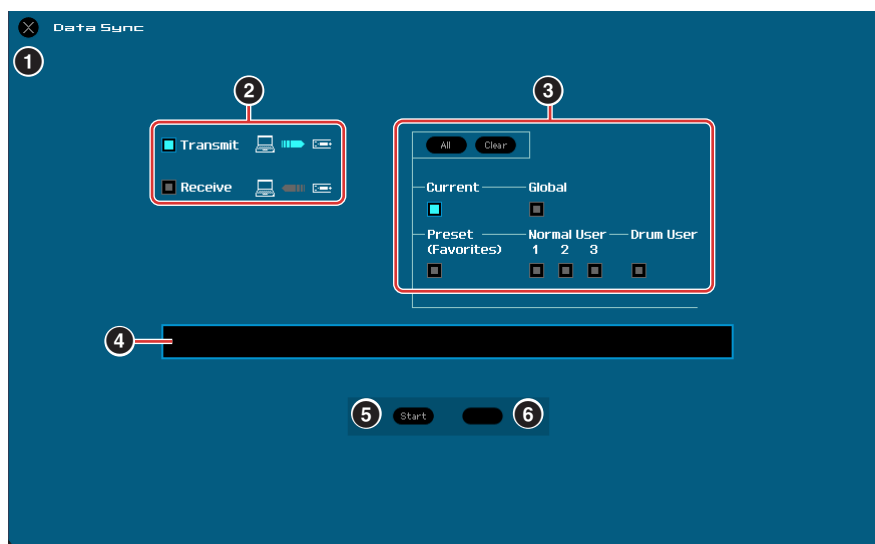 Data Sync
1
2
3
Transmit
Receive
All Clear
Current Global
Preset Normal User Drum User
(Favorites) 1 2 3
4
5 Start 6